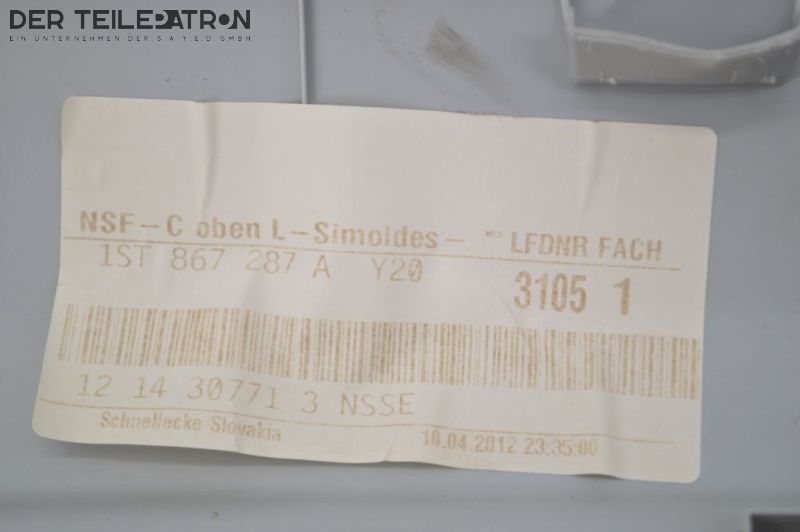 DER TEILEPATRON
EIN UNTERNEHMEN DER S A Y E D GMBH
NSF-C oben L-Simoldes- LFDNR FACH
1ST 867 287 A Y20 3105 1
12 14 30771 3 NSSE
Schnellecke Slovakia 16.04.2012 23:35:00